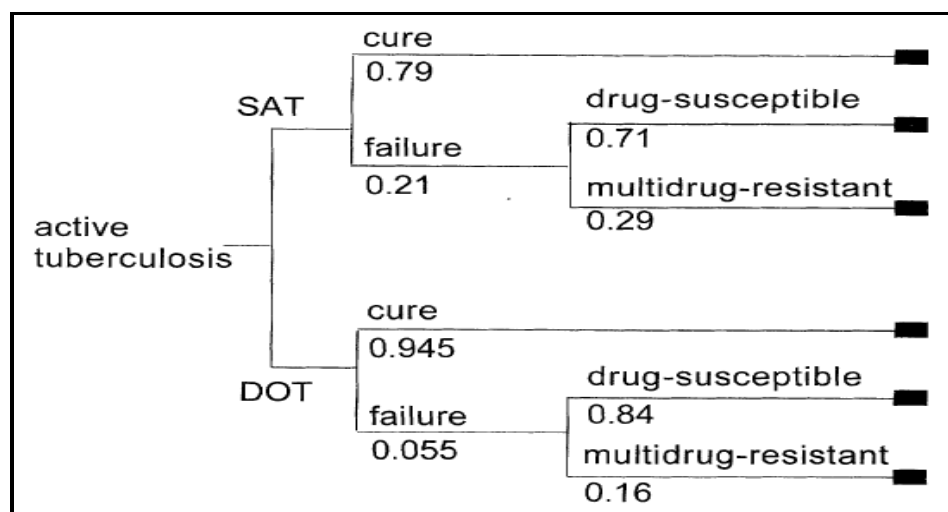 cure
0.79
SAT
drug-susceptible
0.71
failure
0.21
multidrug-resistant
0.29
active
tuberculosis
cure
0.945
DOT
drug-susceptible
0.84
failure
0.055
multidrug-resistant
0.16